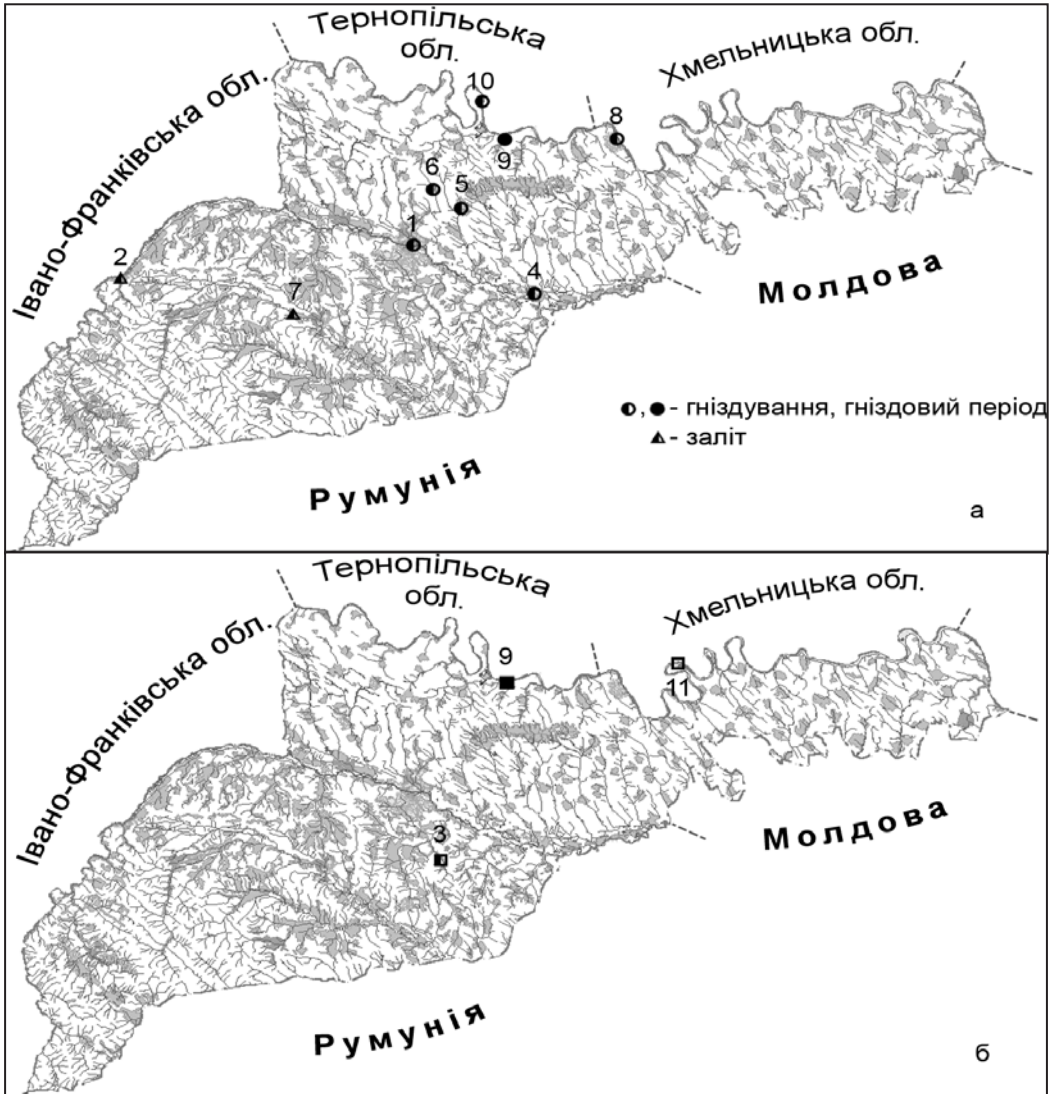 Тернопільська
обл.
Хмельницька обл.
Івано-Франківська обл.
10
8
9
6
5
1
2
4
7
Молдова
◐, ● - гніздування, гніздовий період
▲ - заліт
Румунія
а
Тернопільська
обл.
Хмельницька обл.
Івано-Франківська обл.
9
11
3
Молдова
Румунія
б